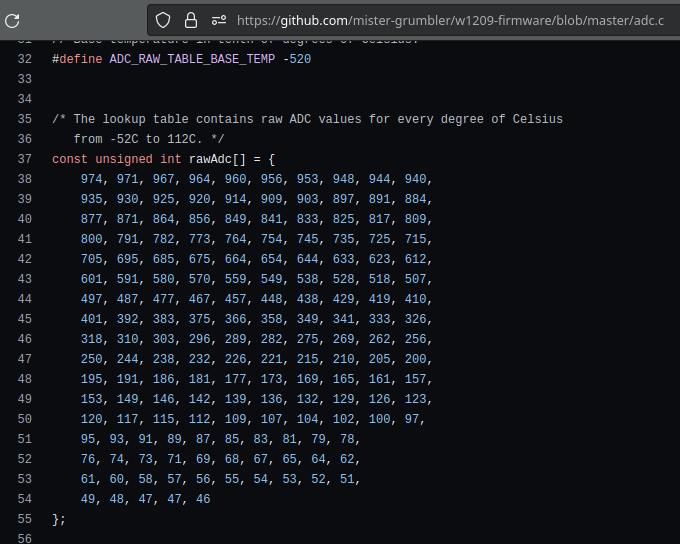 https://github.com/mister-grumbler/w1209-firmware/blob/master/adc.c
32 #define ADC_RAW_TABLE_BASE_TEMP -520
33
34
35 /* The lookup table contains raw ADC values for every degree of Celsius
36 from -52C to 112C. */
37 const unsigned int rawAdc[] = {
38 974, 971, 967, 964, 960, 956, 953, 948, 944, 940,
39 935, 930, 925, 920, 914, 909, 903, 897, 891, 884,
40 877, 871, 864, 856, 849, 841, 833, 825, 817, 809,
41 800, 791, 782, 773, 764, 754, 745, 735, 725, 715,
42 705, 695, 685, 675, 664, 654, 644, 633, 623, 612,
43 601, 591, 580, 570, 559, 549, 538, 528, 518, 507,
44 497, 487, 477, 467, 457, 448, 438, 429, 419, 410,
45 401, 392, 383, 375, 366, 358, 349, 341, 333, 326,
46 318, 310, 303, 296, 289, 282, 275, 269, 262, 256,
47 250, 244, 238, 232, 226, 221, 215, 210, 205, 200,
48 195, 191, 186, 181, 177, 173, 169, 165, 161, 157,
49 153, 149, 146, 142, 139, 136, 132, 129, 126, 123,
50 120, 117, 115, 112, 109, 107, 104, 102, 100, 97,
51 95, 93, 91, 89, 87, 85, 83, 81, 79, 78,
52 76, 74, 73, 71, 69, 68, 67, 65, 64, 62,
53 61, 60, 58, 57, 56, 55, 54, 53, 52, 51,
54 49, 48, 47, 47, 46
55 };
56